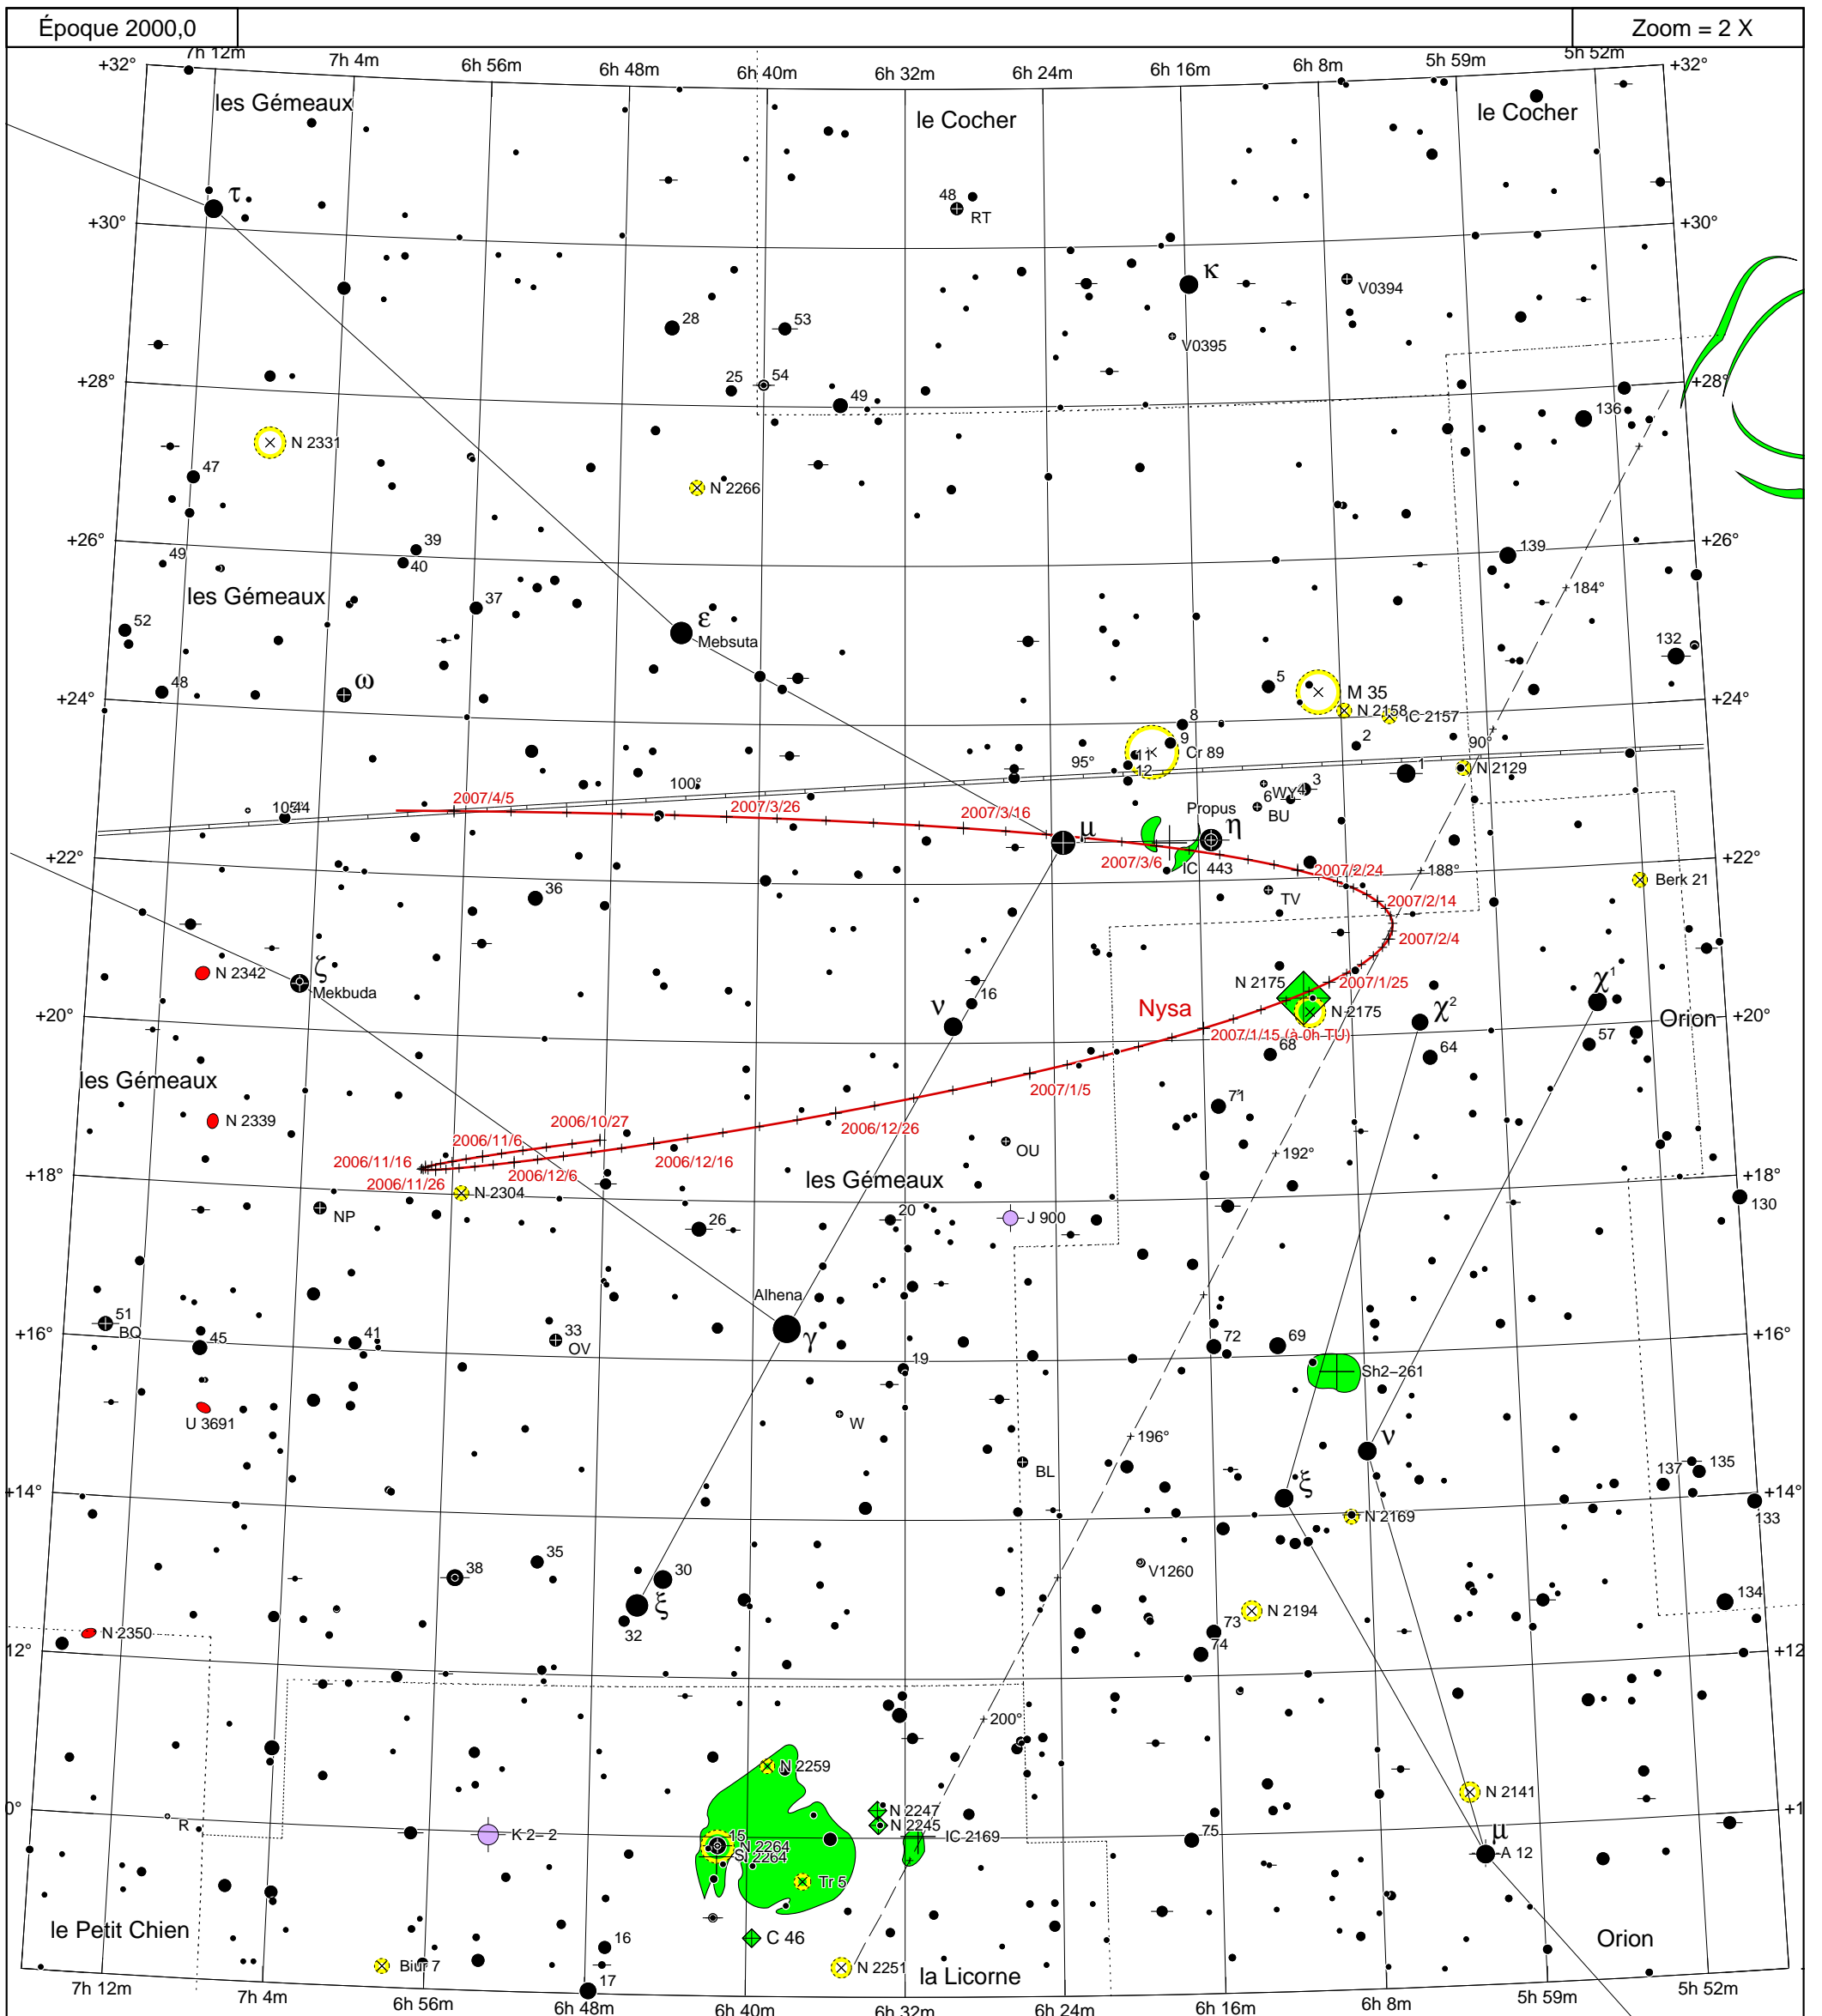 Époque 2000,0
Zoom = 2 X
7h 12m
7h 4m
6h 56m
6h 48m
6h 40m
6h 32m
6h 24m
6h 16m
6h 8m
5h 59m
5h 52m
+32°
+32°
les Gémeaux
le Cocher
le Cocher
τ
48
RT
+30°
+30°
κ
V0394
28
53
V0395
25
54
49
+28°
+28°
136
N 2331
47
N 2266
+26°
+26°
39
40
49
139
les Gémeaux
37
184°
52
ε
Mebsuta
132
ω
48
5
M 35
+24°
+24°
N 2158
IC 2157
8
9
Cr 89
11
12
2
90°
95°
1
N 2129
100°
3
4
6
WY
BU
105°
44
2007/4/5
2007/3/26
2007/3/16
μ
Propus
η
2007/3/6
IC 443
2007/2/24
188°
+22°
+22°
Berk 21
36
TV
2007/2/14
2007/2/4
N 2342
ζ
Mekbuda
N 2175
2007/1/25
χ1
16
ν
Nysa
N 2175
χ2
+20°
+20°
Orion
2007/1/15 (à 0h TU)
68
64
57
les Gémeaux
2007/1/5
71
N 2339
2006/10/27
2006/11/6
2006/12/26
OU
2006/11/16
2006/12/16
192°
2006/11/26
2006/12/6
les Gémeaux
+18°
+18°
N 2304
130
NP
26
20
J 900
Alhena
51
BQ
γ
+16°
+16°
45
41
33
OV
72
69
19
Sh2–261
U 3691
W
196°
ν
BL
137
135
ξ
+14°
+14°
N 2169
133
38
35
30
V1260
ξ
134
32
N 2194
N 2350
73
74
12°
+12°
200°
N 2259
N 2141
0°
+1
R
N 2247
N 2245
K 2– 2
IC 2169
15
N 2264
S
2264
75
μ
A 12
Tr 5
le Petit Chien
C 46
16
Orion
Biur 7
N 2251
la Licorne
17
7h 12m
7h 4m
6h 56m
6h 48m
6h 40m
6h 32m
6h 24m
6h 16m
6h 8m
5h 59m
5h 52m